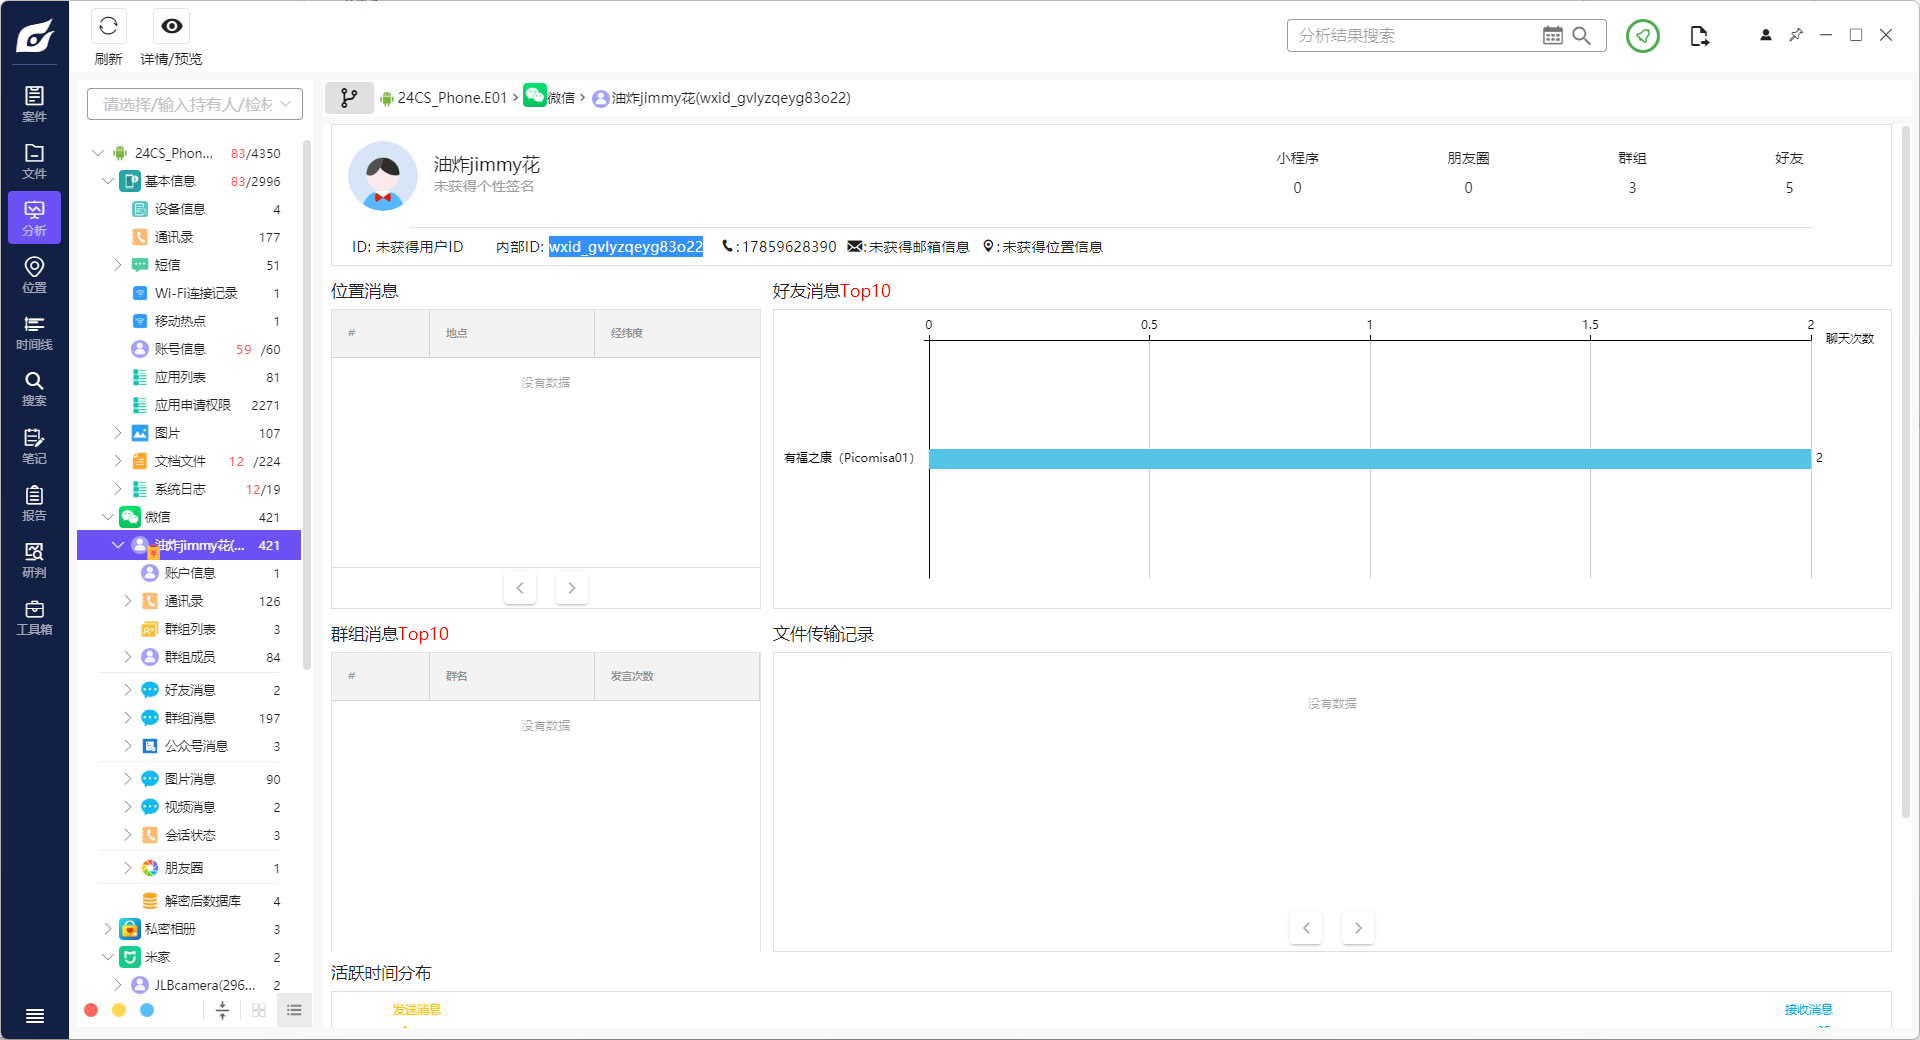 刷新
详情/预览
分析结果搜索
案件
文件
分析
位置
时间线
搜索
笔记
报告
研判
工具箱
请选择/输入持有人/检材
24CS_Phon... 83/4350
基本信息 83/2996
设备信息 4
通讯录 177
短信 51
Wi-Fi连接记录 1
移动热点 1
账号信息 59 /60
应用列表 81
应用申请权限 2271
图片 107
文档文件 12 /224
系统日志 12/19
微信 421
油炸jimmy花(... 421
账户信息 1
通讯录 126
群组列表 3
群组成员 84
好友消息 2
群组消息 197
公众号消息 3
图片消息 90
视频消息 2
会话状态 3
朋友圈 1
解密后数据库 4
私密相册 3
米家 2
JLBcamera(296... 2
24CS_Phone.E01 › 微信 › 油炸jimmy花(wxid_gvlyzqeyg83o22)
油炸jimmy花
未获得个性签名
小程序 朋友圈 群组 好友
0 0 3 5
ID: 未获得用户ID 内部ID: wxid_gvlyzqeyg83o22 : 17859628390 : 未获得邮箱信息 : 未获得位置信息
位置消息
# 地点 经纬度
没有数据
好友消息Top10
0 0.5 1 1.5 2
聊天次数
有福之康（Picomisa01） 2
群组消息Top10
# 群名 发言次数
没有数据
文件传输记录
没有数据
活跃时间分布
发送消息 接收消息